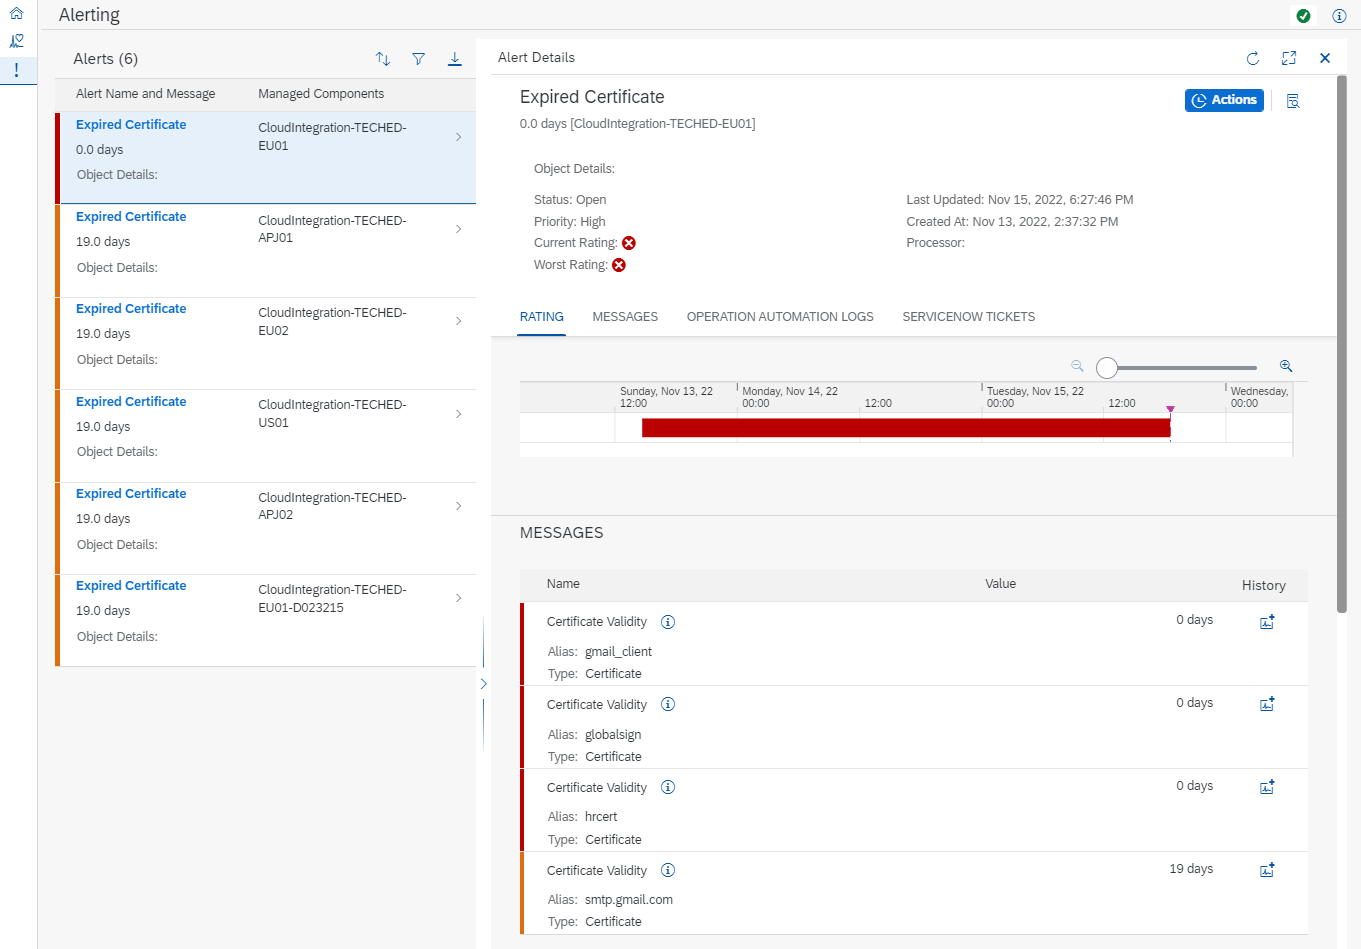 Alerting
Alerts (6)
Alert Name and Message
Managed Components
Expired Certificate
0.0 days
Object Details:
CloudIntegration-TECHED-
EU01
Expired Certificate
19.0 days
Object Details:
CloudIntegration-TECHED-
APJ01
Expired Certificate
19.0 days
Object Details:
CloudIntegration-TECHED-
EU02
Expired Certificate
19.0 days
Object Details:
CloudIntegration-TECHED-
US01
Expired Certificate
19.0 days
Object Details:
CloudIntegration-TECHED-
APJ02
Expired Certificate
19.0 days
Object Details:
CloudIntegration-TECHED-
EU01-D023215
Alert Details
Expired Certificate
Actions
0.0 days [CloudIntegration-TECHED-EU01]
Object Details:
Status: Open
Priority: High
Current Rating:
Worst Rating:
Last Updated: Nov 15, 2022, 6:27:46 PM
Created At: Nov 13, 2022, 2:37:32 PM
Processor:
RATING MESSAGES OPERATION AUTOMATION LOGS SERVICENOW TICKETS
Sunday, Nov 13, 22 Monday, Nov 14, 22 Tuesday, Nov 15, 22 Wednesday,
12:00 00:00 12:00 00:00 12:00 00:00
MESSAGES
Name Value History
Certificate Validity 0 days
Alias: gmail_client
Type: Certificate
Certificate Validity 0 days
Alias: globalsign
Type: Certificate
Certificate Validity 0 days
Alias: hrcert
Type: Certificate
Certificate Validity 19 days
Alias: smtp.gmail.com
Type: Certificate